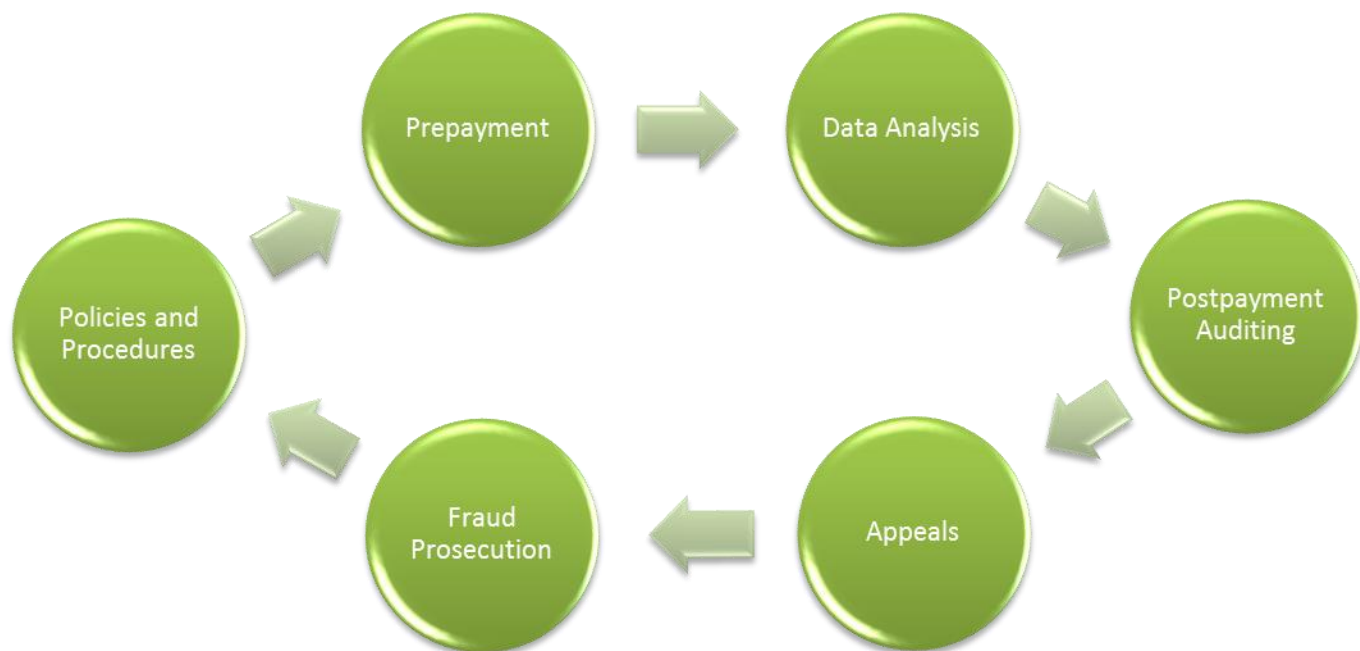 Prepayment
Data Analysis
Postpayment
Auditing
Appeals
Fraud
Prosecution
Policies and
Procedures